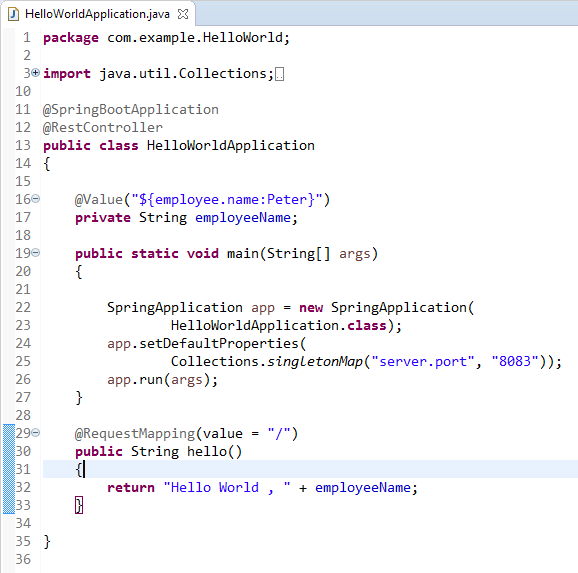 HelloWorldApplication.java
1 package com.example.HelloWorld;
2
3 import java.util.Collections;
10
11 @SpringBootApplication
12 @RestController
13 public class HelloWorldApplication
14 {
15
16     @Value("${employee.name:Peter}")
17     private String employeeName;
18
19     public static void main(String[] args)
20     {
21
22         SpringApplication app = new SpringApplication(
23                 HelloWorldApplication.class);
24         app.setDefaultProperties(
25                 Collections.singletonMap("server.port", "8083"));
26         app.run(args);
27     }
28
29     @RequestMapping(value = "/")
30     public String hello()
31     {
32         return "Hello World , " + employeeName;
33     }
34
35 }
36